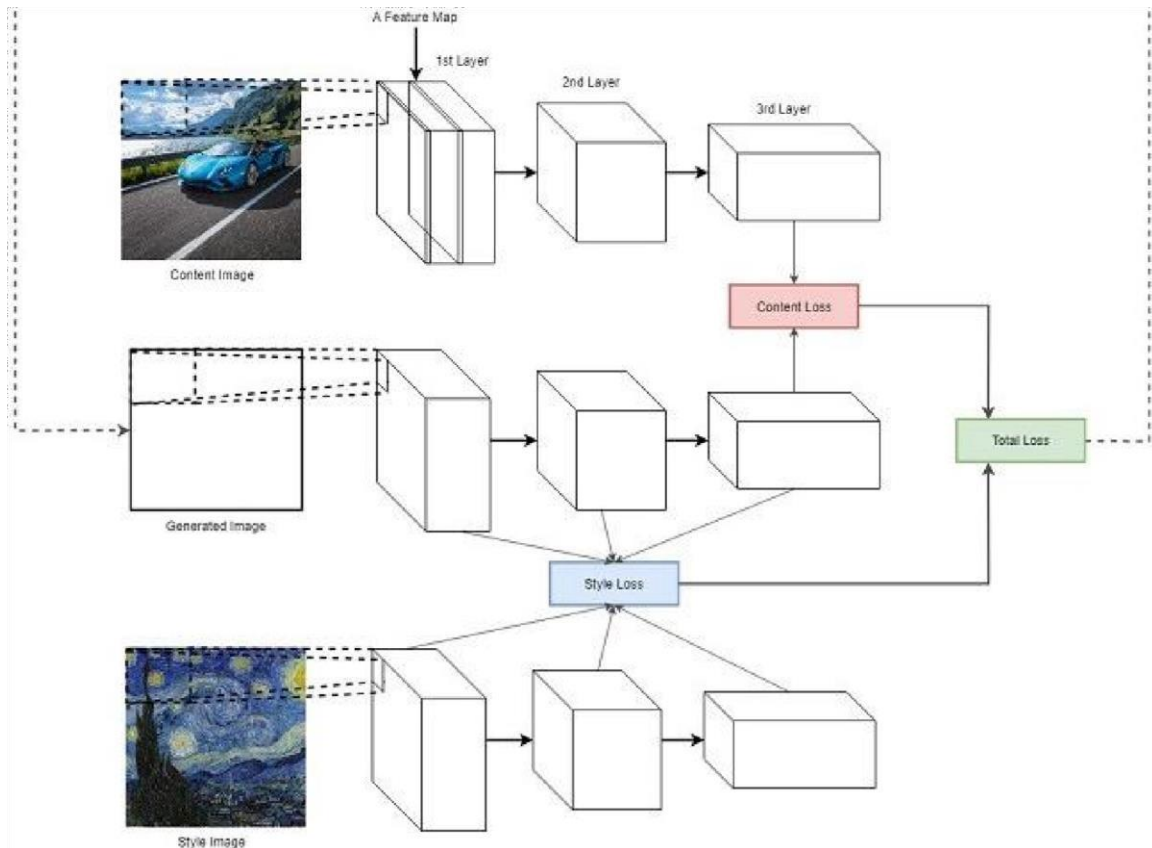 A Feature Map
1st Layer
2nd Layer
3rd Layer
Content Image
Content Loss
Total Loss
Generated Image
Style Loss
Style Image